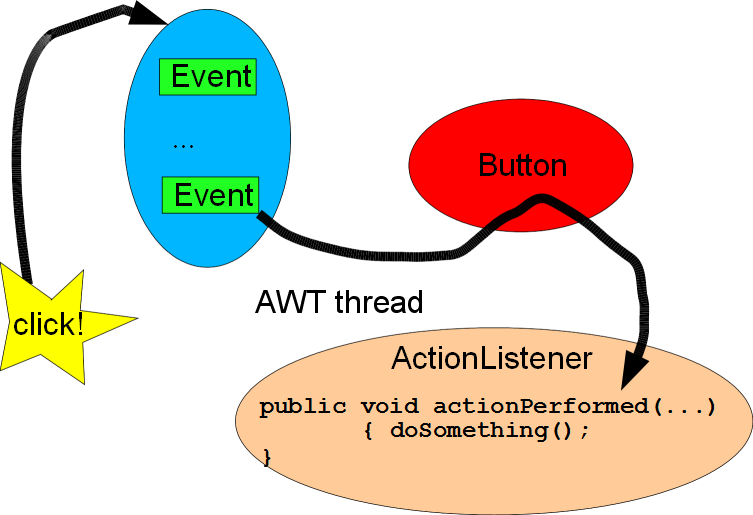 Event
...
Event
Button
click!
AWT thread
ActionListener
public void actionPerformed(...)
{ doSomething();
}